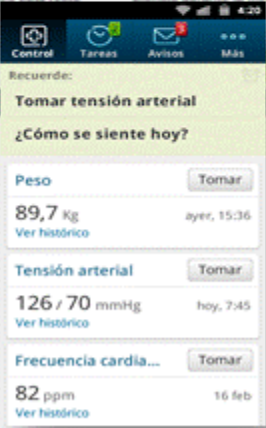 4:20
Control Tareas Avisos Más
Recuerde:
Tomar tensión arterial
¿Cómo se siente hoy?
Peso Tomar
89,7 Kg ayer, 15:36
Ver histórico
Tensión arterial Tomar
126 / 70 mmHg hoy, 7:45
Ver histórico
Frecuencia cardia... Tomar
82 ppm 16 feb
Ver histórico